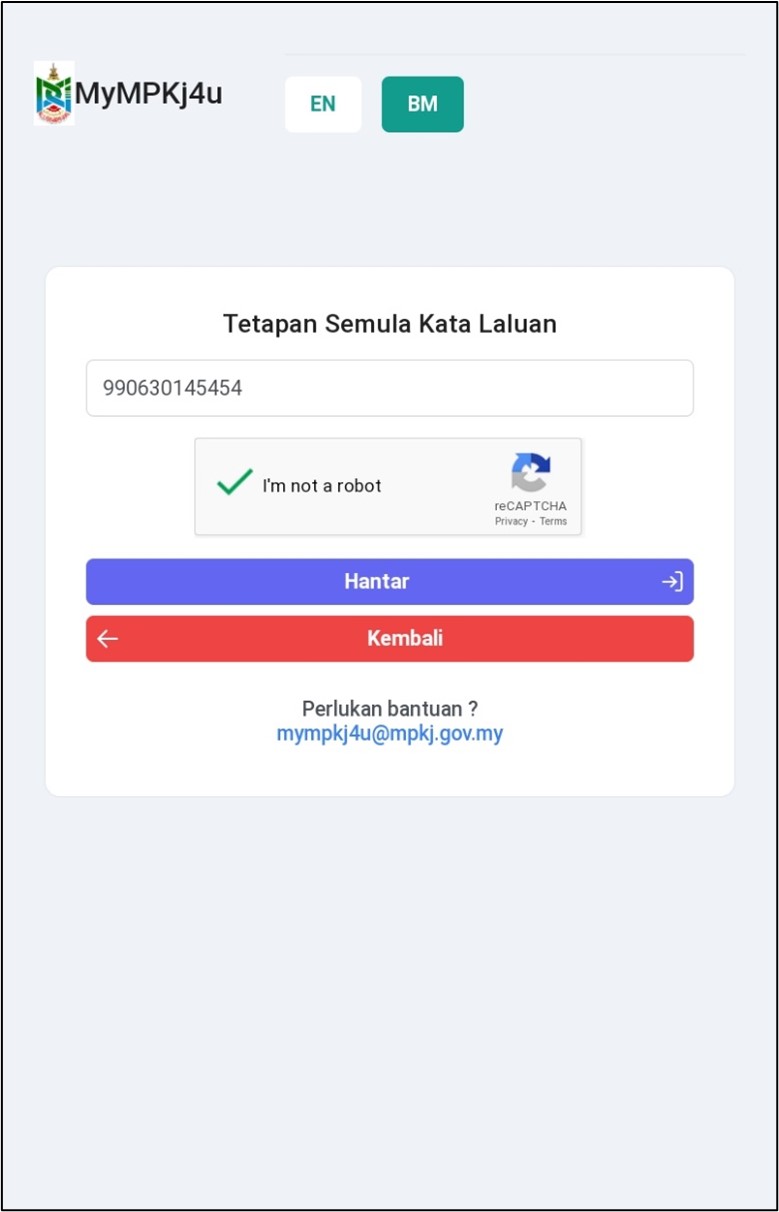 MyMPKj4u
EN
BM
Tetapan Semula Kata Laluan
990630145454
I'm not a robot
reCAPTCHA
Privacy - Terms
Hantar
Kembali
Perlukan bantuan ?
mympkj4u@mpkj.gov.my